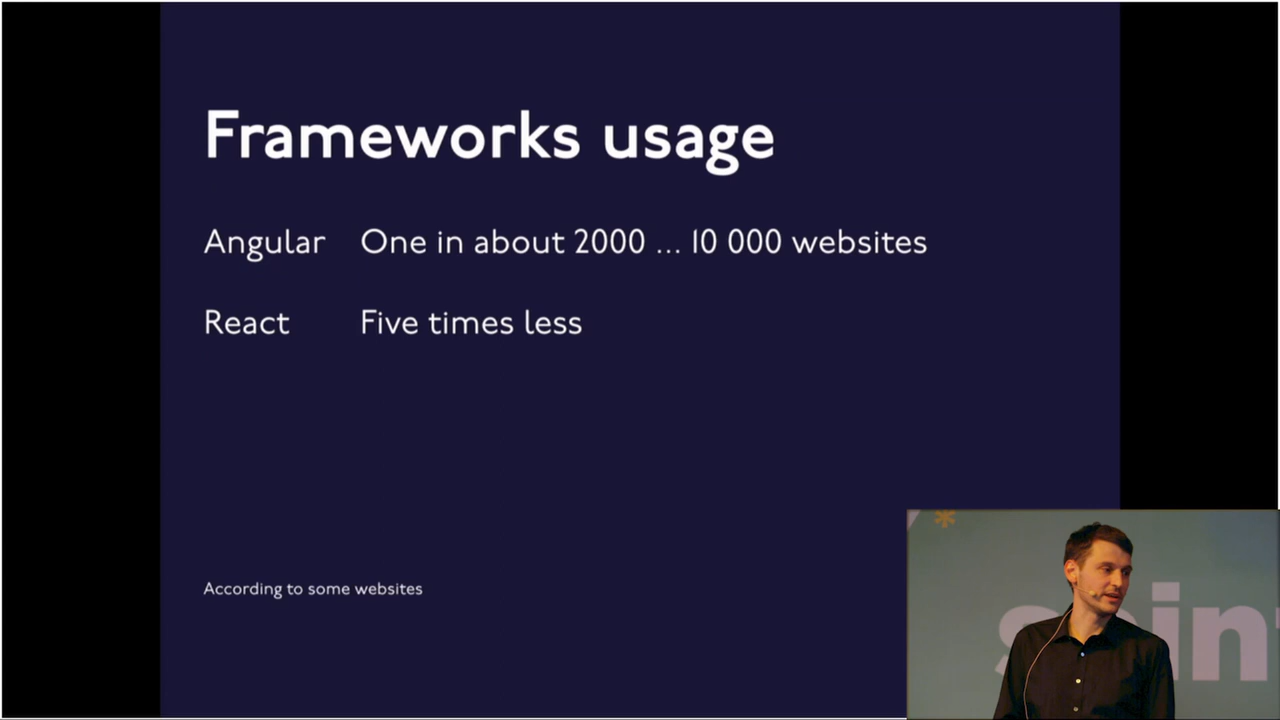 Frameworks usage
Angular One in about 2000 ... 10 000 websites
React Five times less
According to some websites